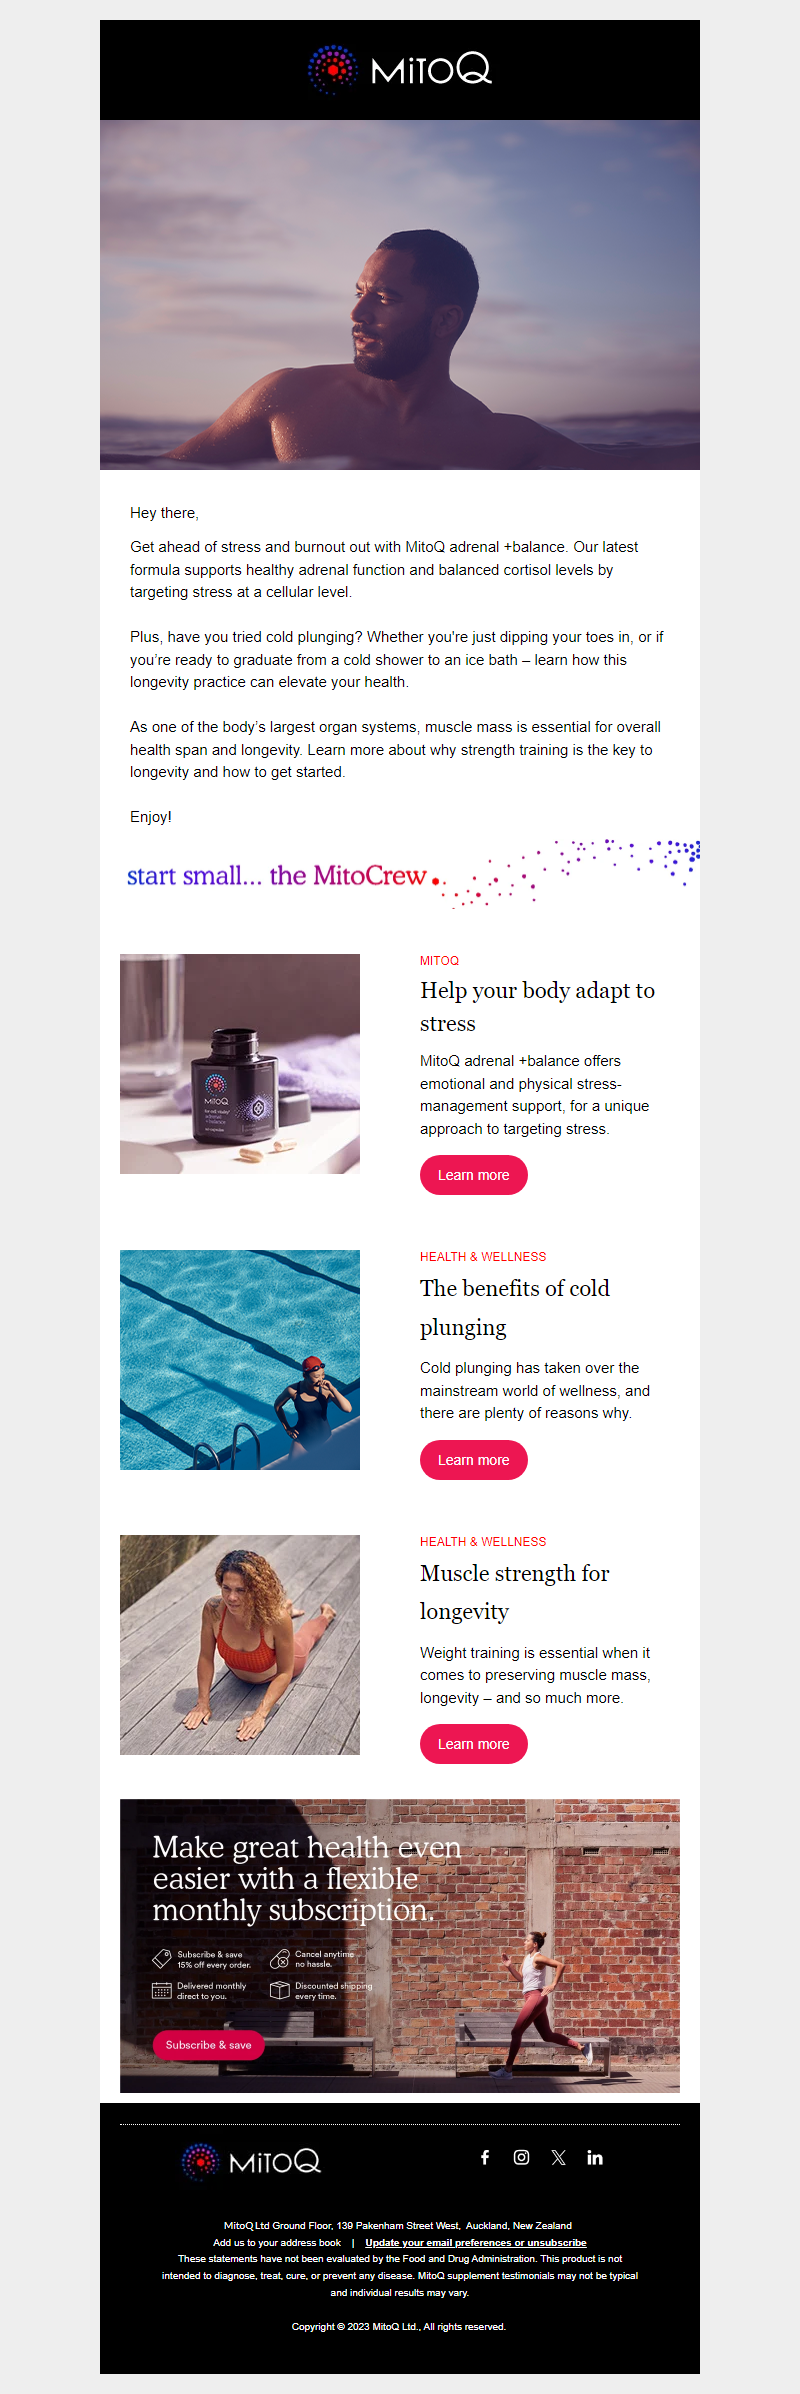 MitoQ
Hey there,
Get ahead of stress and burnout out with MitoQ adrenal +balance. Our latest
formula supports healthy adrenal function and balanced cortisol levels by
targeting stress at a cellular level.
Plus, have you tried cold plunging? Whether you're just dipping your toes in, or if
you’re ready to graduate from a cold shower to an ice bath – learn how this
longevity practice can elevate your health.
As one of the body’s largest organ systems, muscle mass is essential for overall
health span and longevity. Learn more about why strength training is the key to
longevity and how to get started.
Enjoy!
start small... the MitoCrew
MITOQ
Help your body adapt to
stress
MitoQ adrenal +balance offers
emotional and physical stress-
management support, for a unique
approach to targeting stress.
Learn more
MitoQ
for cell vitality
adrenal
+ balance
HEALTH & WELLNESS
The benefits of cold
plunging
Cold plunging has taken over the
mainstream world of wellness, and
there are plenty of reasons why.
Learn more
HEALTH & WELLNESS
Muscle strength for
longevity
Weight training is essential when it
comes to preserving muscle mass,
longevity – and so much more.
Learn more
Make great health even
easier with a flexible
monthly subscription.
Subscribe & save
15% off every order.
Cancel anytime
no hassle.
Delivered monthly
direct to you.
Discounted shipping
every time.
Subscribe & save
MitoQ
MitoQ Ltd Ground Floor, 139 Pakenham Street West, Auckland, New Zealand
Add us to your address book | Update your email preferences or unsubscribe
These statements have not been evaluated by the Food and Drug Administration. This product is not
intended to diagnose, treat, cure, or prevent any disease. MitoQ supplement testimonials may not be typical
and individual results may vary.
Copyright © 2023 MitoQ Ltd., All rights reserved.